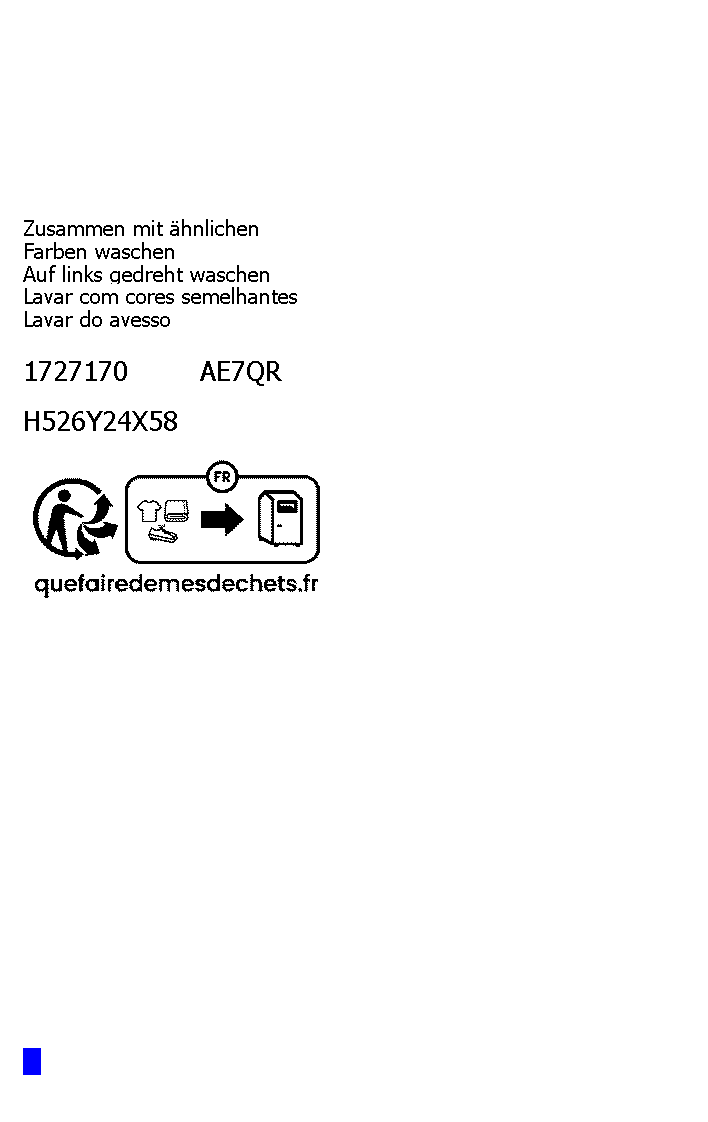 Zusammen mit ähnlichen
Farben waschen
Auf links gedreht waschen
Lavar com cores semelhantes
Lavar do avesso
1727170 AE7QR
H526Y24X58
FR
quefairedemesdechets.fr